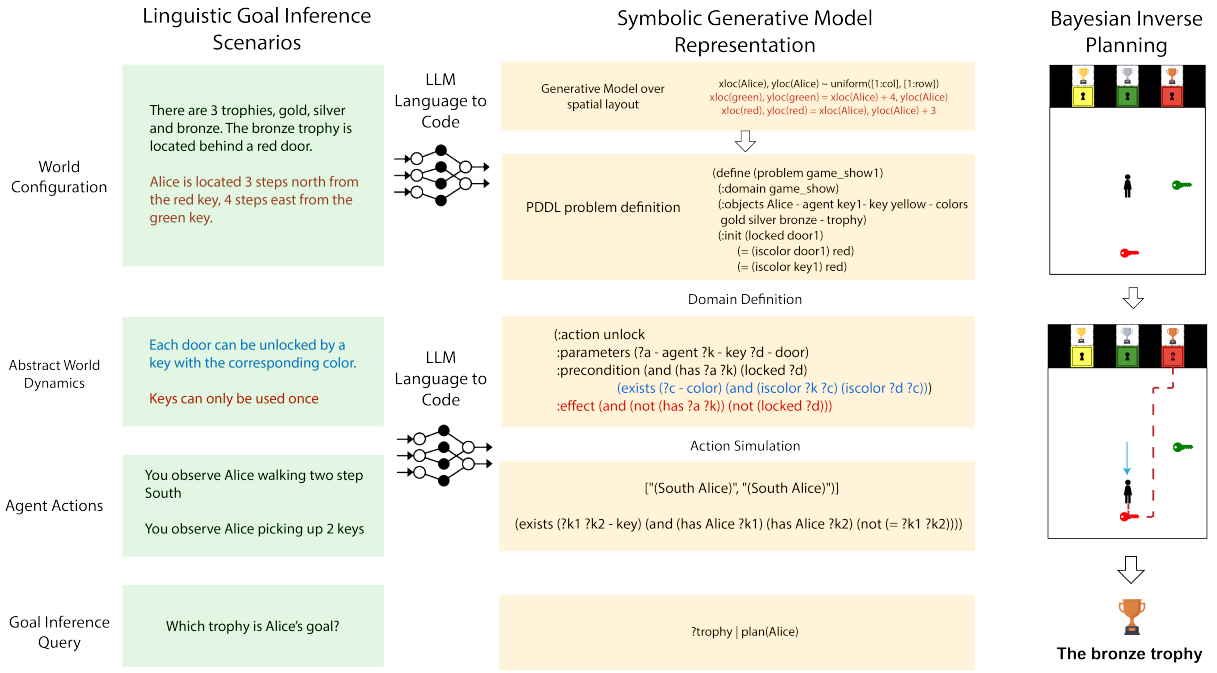 Linguistic Goal Inference
Scenarios
Symbolic Generative Model
Representation
Bayesian Inverse
Planning
World
Configuration
There are 3 trophies, gold, silver
and bronze. The bronze trophy is
located behind a red door.
Alice is located 3 steps north from
the red key, 4 steps east from the
green key.
LLM
Language to
Code
Generative Model over
spatial layout
xloc(Alice), yloc(Alice) ~ uniform([1:col], [1:row])
xloc(green), yloc(green) = xloc(Alice) + 4, yloc(Alice)
xloc(red), yloc(red) = xloc(Alice), yloc(Alice) + 3
PDDL problem definition
(define (problem game_show1)
(:domain game_show)
(:objects Alice - agent key1- key yellow - colors
gold silver bronze - trophy)
(:init (locked door1)
(= (iscolor door1) red)
(= (iscolor key1) red)
Domain Definition
Abstract World
Dynamics
Each door can be unlocked by a
key with the corresponding color.
Keys can only be used once
LLM
Language to
Code
(:action unlock
:parameters (?a - agent ?k - key ?d - door)
:precondition (and (has ?a ?k) (locked ?d)
(exists (?c - color) (and (iscolor ?k ?c) (iscolor ?d ?c)))
:effect (and (not (has ?a ?k)) (not (locked ?d)))
Action Simulation
Agent Actions
You observe Alice walking two step
South
You observe Alice picking up 2 keys
["(South Alice)", "(South Alice)")]
(exists (?k1 ?k2 - key) (and (has Alice ?k1) (has Alice ?k2) (not (= ?k1 ?k2))))
Goal Inference
Query
Which trophy is Alice's goal?
?trophy | plan(Alice)
The bronze trophy